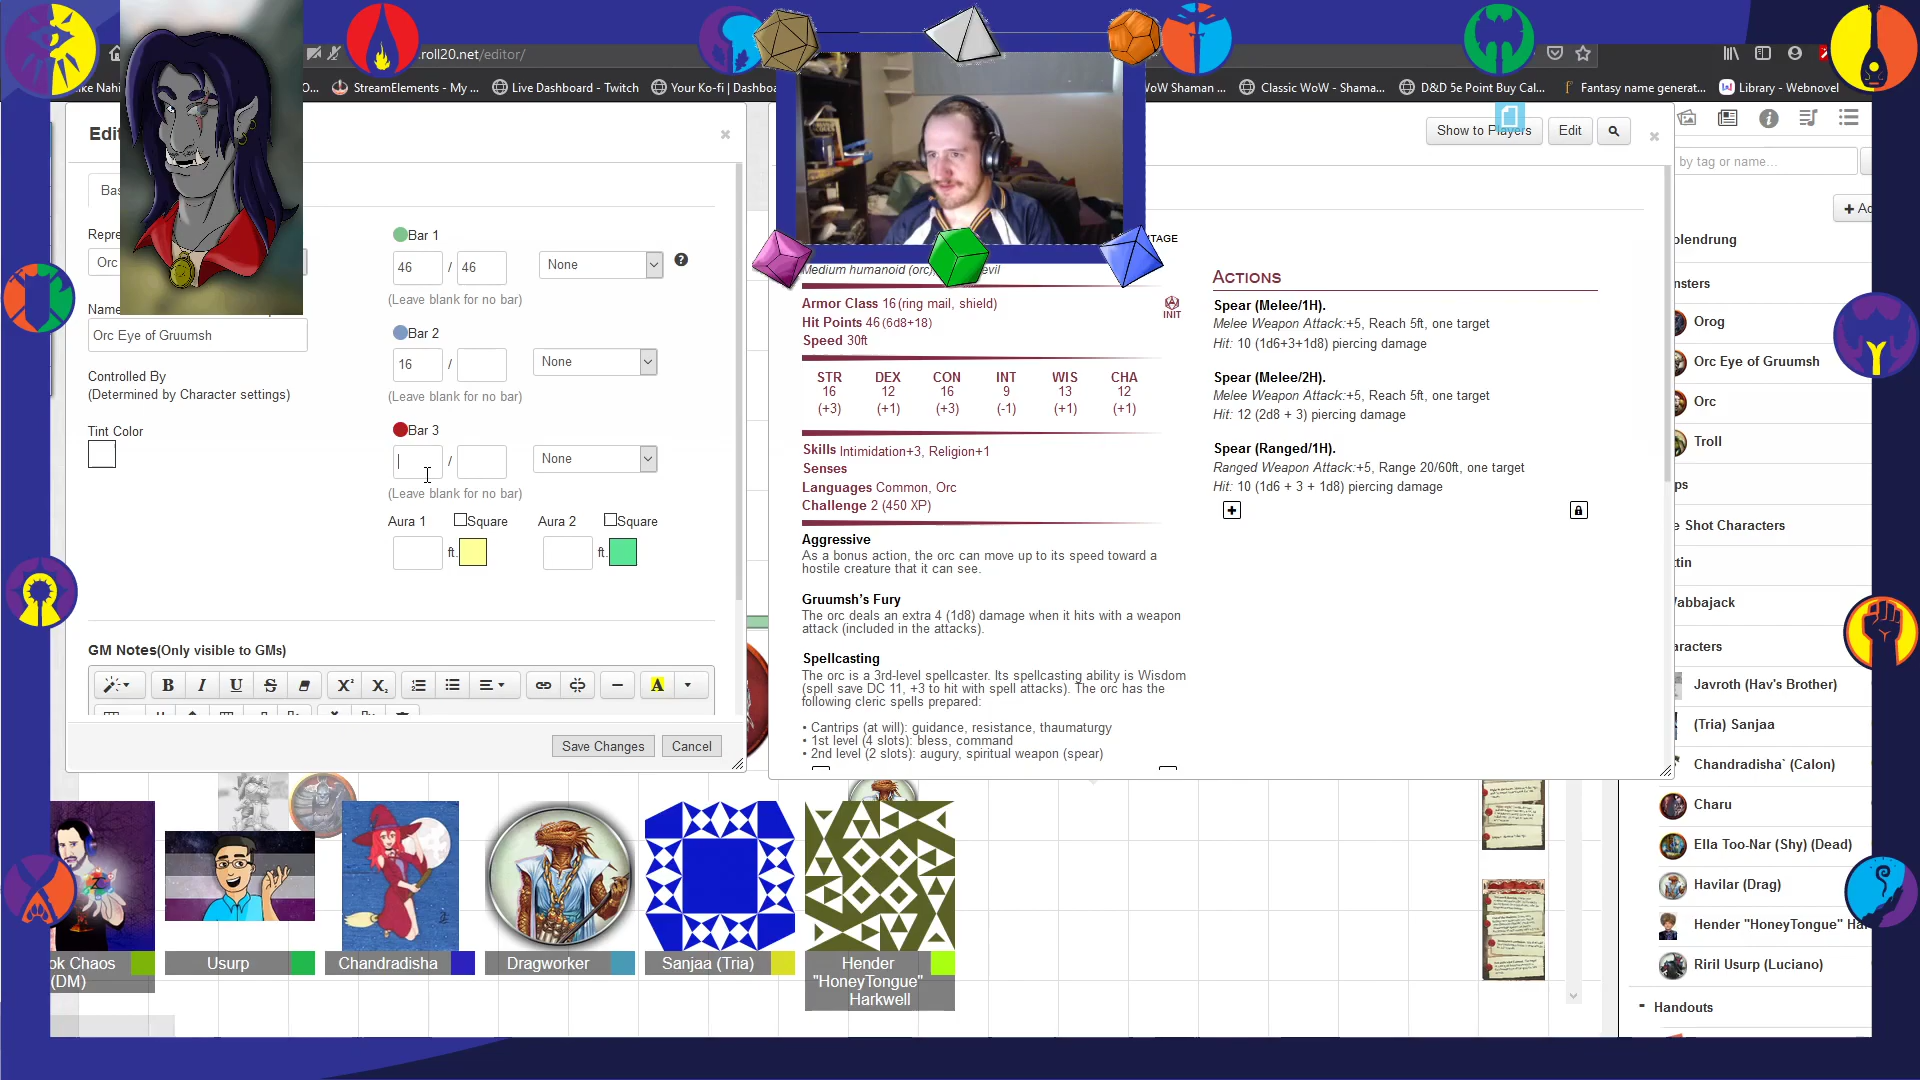 .roll20.net/editor/
StreamElements - My ...
Live Dashboard - Twitch
Your Ko-fi | Dashboa
WoW Shaman ...
Classic WoW - Shama...
D&D 5e Point Buy Cal...
Fantasy name generat...
Library - Webnovel
Edi
Show to Players
Edit
by tag or name...
Bas
Repre
Orc
Name
Orc Eye of Gruumsh
Controlled By
(Determined by Character settings)
Tint Color
Bar 1
46 / 46
None
(Leave blank for no bar)
Bar 2
16 /
None
(Leave blank for no bar)
Bar 3
/
None
(Leave blank for no bar)
Aura 1
Square
Aura 2
Square
ft.
ft.
GM Notes(Only visible to GMs)
Save Changes
Cancel
Medium humanoid (orc)
evil
Armor Class 16 (ring mail, shield)
INIT
Hit Points 46 (6d8+18)
Speed 30ft
STR DEX CON INT WIS CHA
16 12 16 9 13 12
(+3) (+1) (+3) (-1) (+1) (+1)
Skills Intimidation+3, Religion+1
Senses
Languages Common, Orc
Challenge 2 (450 XP)
Aggressive
As a bonus action, the orc can move up to its speed toward a
hostile creature that it can see.
Gruumsh's Fury
The orc deals an extra 4 (1d8) damage when it hits with a weapon
attack (included in the attacks).
Spellcasting
The orc is a 3rd-level spellcaster. Its spellcasting ability is Wisdom
(spell save DC 11, +3 to hit with spell attacks). The orc has the
following cleric spells prepared:
• Cantrips (at will): guidance, resistance, thaumaturgy
• 1st level (4 slots): bless, command
• 2nd level (2 slots): augury, spiritual weapon (spear)
Actions
Spear (Melee/1H).
Melee Weapon Attack:+5, Reach 5ft, one target
Hit: 10 (1d6+3+1d8) piercing damage
Spear (Melee/2H).
Melee Weapon Attack:+5, Reach 5ft, one target
Hit: 12 (2d8 + 3) piercing damage
Spear (Ranged/1H).
Ranged Weapon Attack:+5, Range 20/60ft, one target
Hit: 10 (1d6 + 3 + 1d8) piercing damage
+ Ad
olendrung
nsters
Orog
Orc Eye of Gruumsh
Orc
Troll
ps
e Shot Characters
tin
Wabbajack
aracters
Javroth (Hav's Brother)
(Tria) Sanjaa
Chandradisha` (Calon)
Charu
Ella Too-Nar (Shy) (Dead)
Havilar (Drag)
Hender "HoneyTongue" Ha
Riril Usurp (Luciano)
Handouts
ok Chaos
(DM)
Usurp
Chandradisha
Dragworker
Sanjaa (Tria)
Hender
"HoneyTongue"
Harkwell